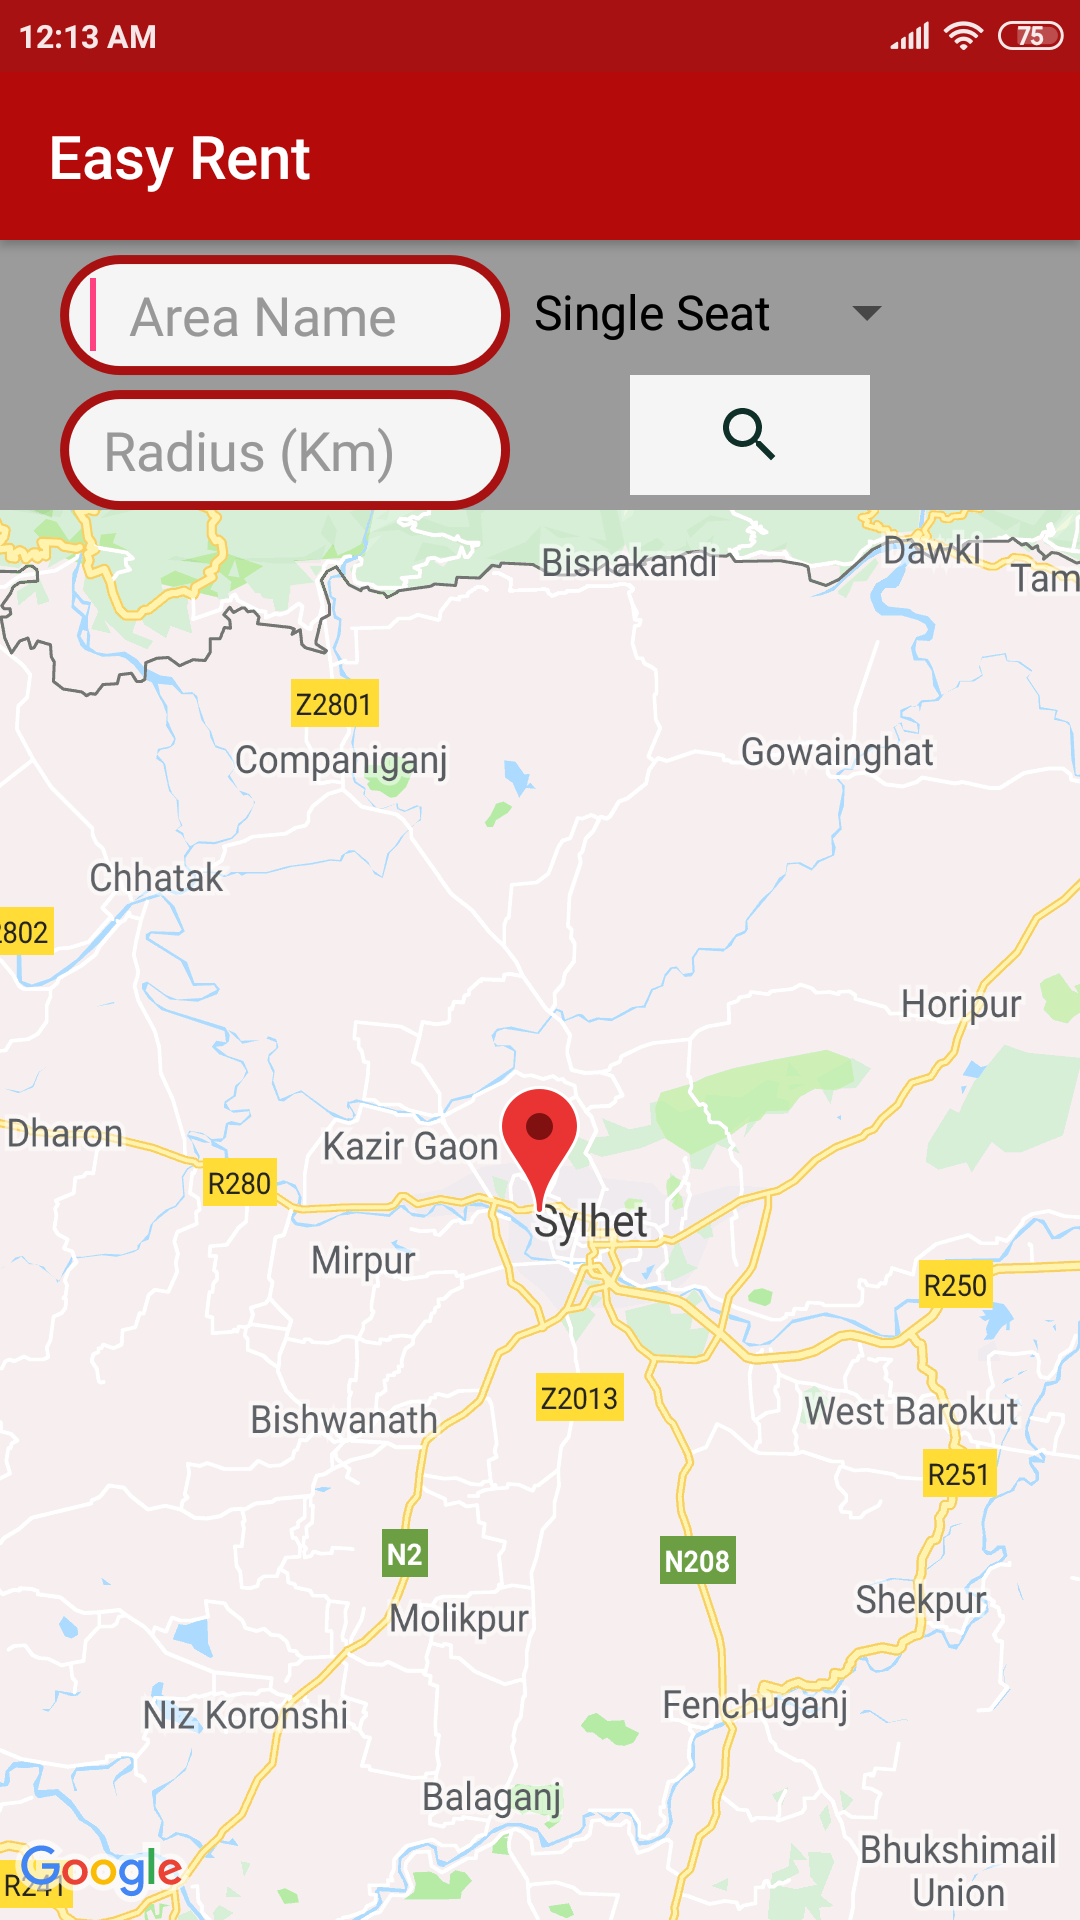 12:13 AM
75
Easy Rent
Area Name
Single Seat
Radius (Km)
Bisnakandi
Dawki
Tam
Z2801
Companiganj
Gowainghat
Chhatak
2802
Horipur
Dharon
Kazir Gaon
R280
Sylhet
Mirpur
R250
Z2013
West Barokut
Bishwanath
R251
N2
N208
Shekpur
Molikpur
Fenchuganj
Niz Koronshi
Balaganj
Bhukshimail
Union
Google
R241